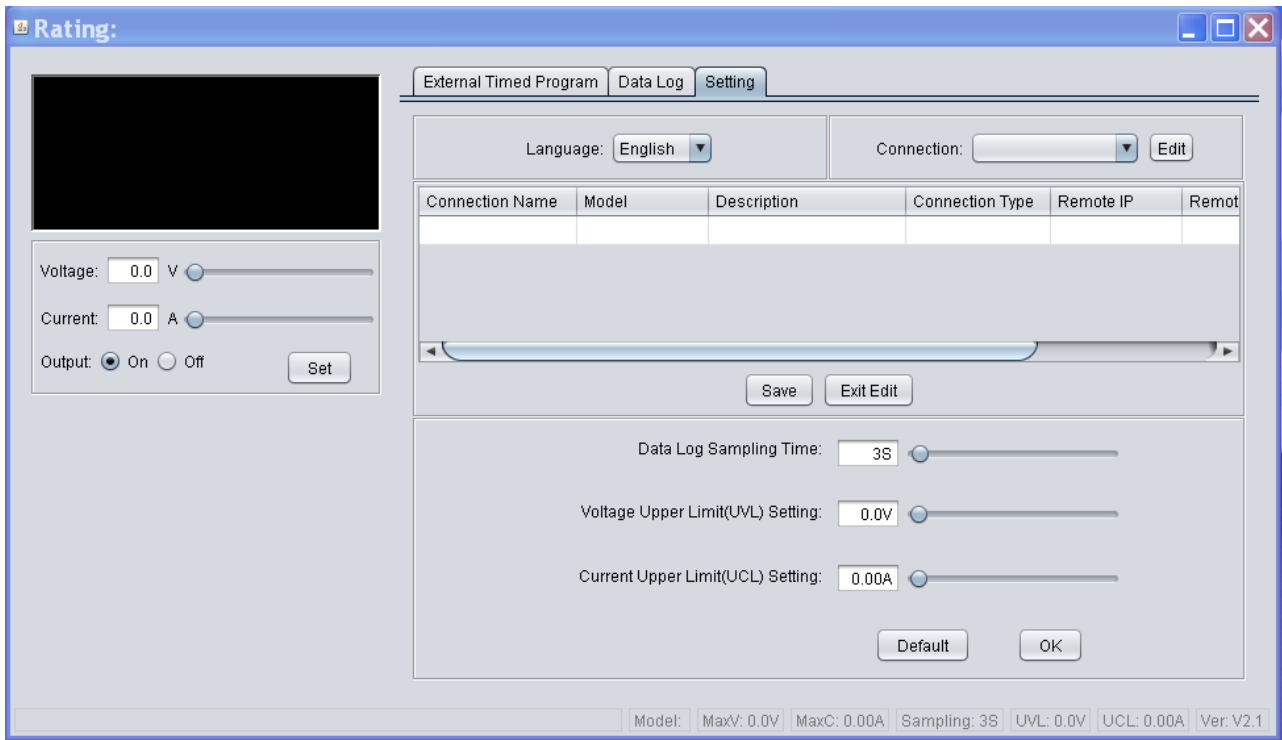 Rating:
External Timed Program Data Log Setting
Language: English Connection: Edit
Connection Name Model Description Connection Type Remote IP Remot
Voltage: 0.0 V
Current: 0.0 A
Output: On Off Set
Save Exit Edit
Data Log Sampling Time: 3S
Voltage Upper Limit(UVL) Setting: 0.0V
Current Upper Limit(UCL) Setting: 0.00A
Default OK
Model: MaxV: 0.0V MaxC: 0.00A Sampling: 3S UVL: 0.0V UCL: 0.00A Ver: V2.1